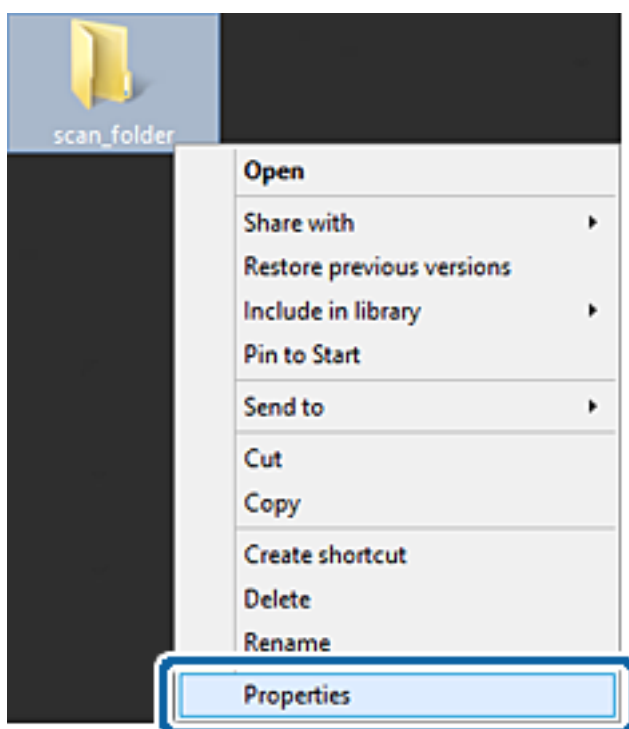 scan_folder
Open
Share with
Restore previous versions
Include in library
Pin to Start
Send to
Cut
Copy
Create shortcut
Delete
Rename
Properties